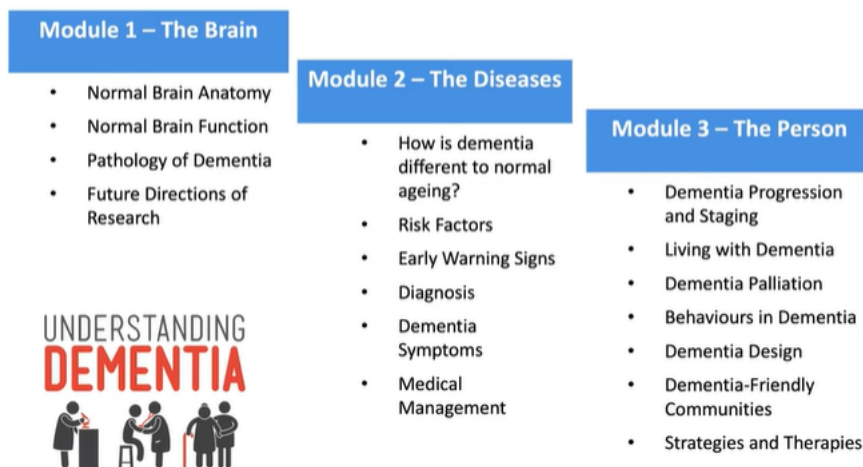 Module 1 – The Brain
• Normal Brain Anatomy
• Normal Brain Function
• Pathology of Dementia
• Future Directions of
Research
Module 2 – The Diseases
• How is dementia
different to normal
ageing?
• Risk Factors
• Early Warning Signs
• Diagnosis
• Dementia
Symptoms
• Medical
Management
Module 3 – The Person
• Dementia Progression
and Staging
• Living with Dementia
• Dementia Palliation
• Behaviours in Dementia
• Dementia Design
• Dementia-Friendly
Communities
• Strategies and Therapies
UNDERSTANDING
DEMENTIA